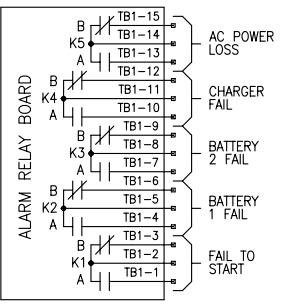 B TB1-15
K5 TB1-14 AC POWER
A TB1-13 LOSS
B TB1-12
K4 TB1-11 CHARGER
A TB1-10 FAIL
B TB1-9
K3 TB1-8 BATTERY
A TB1-7 2 FAIL
B TB1-6
K2 TB1-5 BATTERY
A TB1-4 1 FAIL
B TB1-3
K1 TB1-2 FAIL TO
A TB1-1 START
ALARM RELAY BOARD